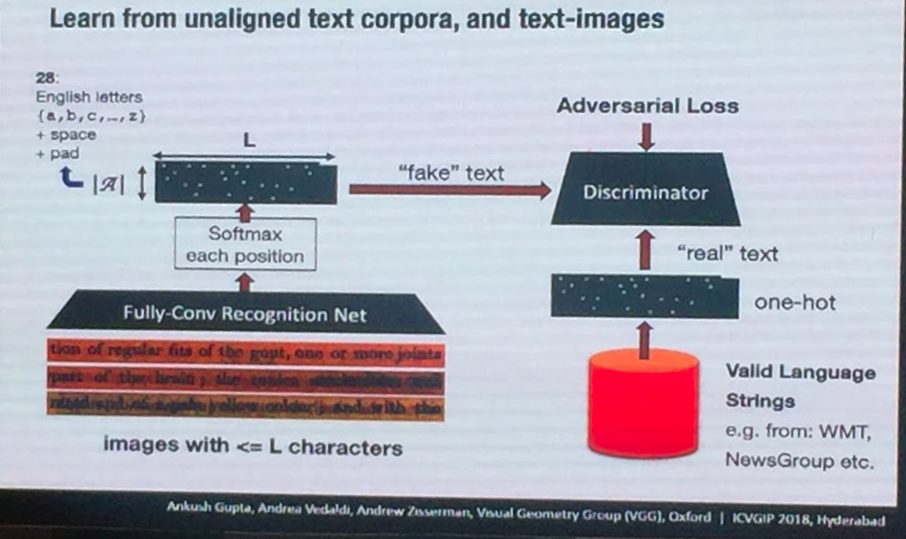 Learn from unaligned text corpora, and text-images
28:
English letters
{a,b,c,…,z}
+ space
+ pad
|𝒜|
L
"fake" text
Adversarial Loss
Discriminator
Softmax
each position
"real" text
one-hot
Fully-Conv Recognition Net
tion of regular fits of the gout, one or more joints
part of the brain; the
yellow colour; and with the
images with <= L characters
Valid Language
Strings
e.g. from: WMT,
NewsGroup etc.
Ankush Gupta, Andrea Vedaldi, Andrew Zisserman, Visual Geometry Group (VGG), Oxford | ICVGIP 2018, Hyderabad